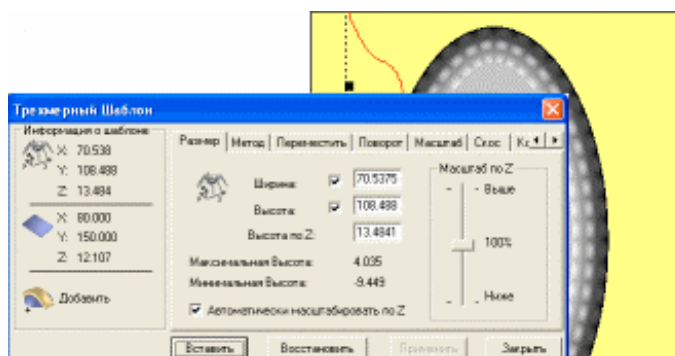 Трехмерный Шаблон
Информация о шаблоне
X: 70.538
Y: 108.488
Z: 13.484
X: 80.000
Y: 150.000
Z: 12.107
Добавить
Размер Метод Переместить Поворот Масштаб Скос
Ширина: 70.5375
Высота: 108.488
Высота по Z: 13.4841
Максимальная Высота: 4.035
Минимальная Высота: -9.449
Автоматически масштабировать по Z
Масштаб по Z
Выше
100%
Ниже
Вставить Восстановить Применить Закрыть